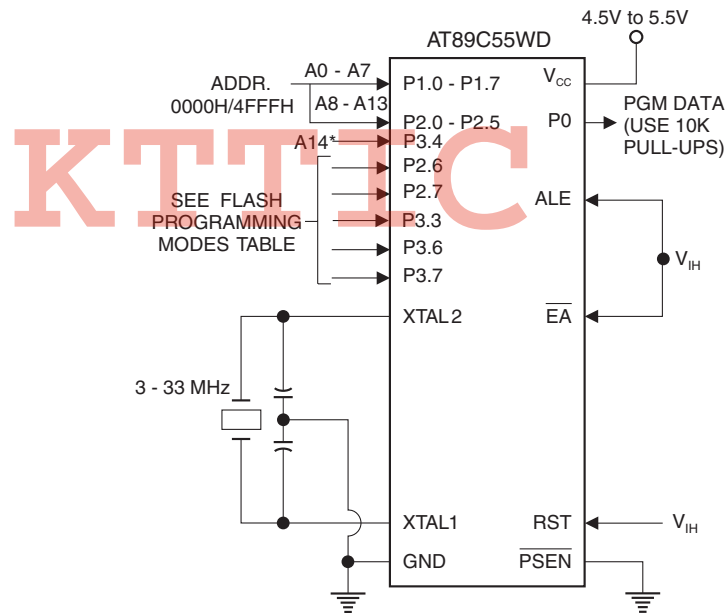 4.5V to 5.5V
AT89C55WD
ADDR.
0000H/4FFFH
A0 - A7
A8 - A13
A14*
SEE FLASH
PROGRAMMING
MODES TABLE
P1.0 - P1.7
P2.0 - P2.5
P3.4
P2.6
P2.7
P3.3
P3.6
P3.7
XTAL2
3 - 33 MHz
XTAL1
GND
VCC
P0
PGM DATA
(USE 10K
PULL-UPS)
ALE
VIH
EA
RST
VIH
PSEN
KTTIC